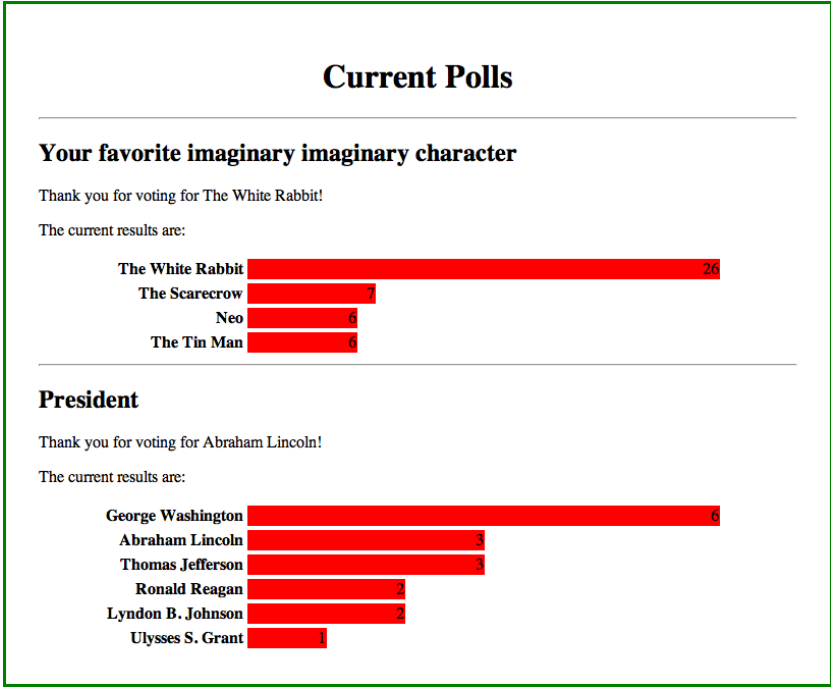 Current Polls
Your favorite imaginary imaginary character
Thank you for voting for The White Rabbit!
The current results are:
The White Rabbit 26
The Scarecrow 7
Neo 6
The Tin Man 6
President
Thank you for voting for Abraham Lincoln!
The current results are:
George Washington 6
Abraham Lincoln 3
Thomas Jefferson 3
Ronald Reagan 2
Lyndon B. Johnson 2
Ulysses S. Grant 1